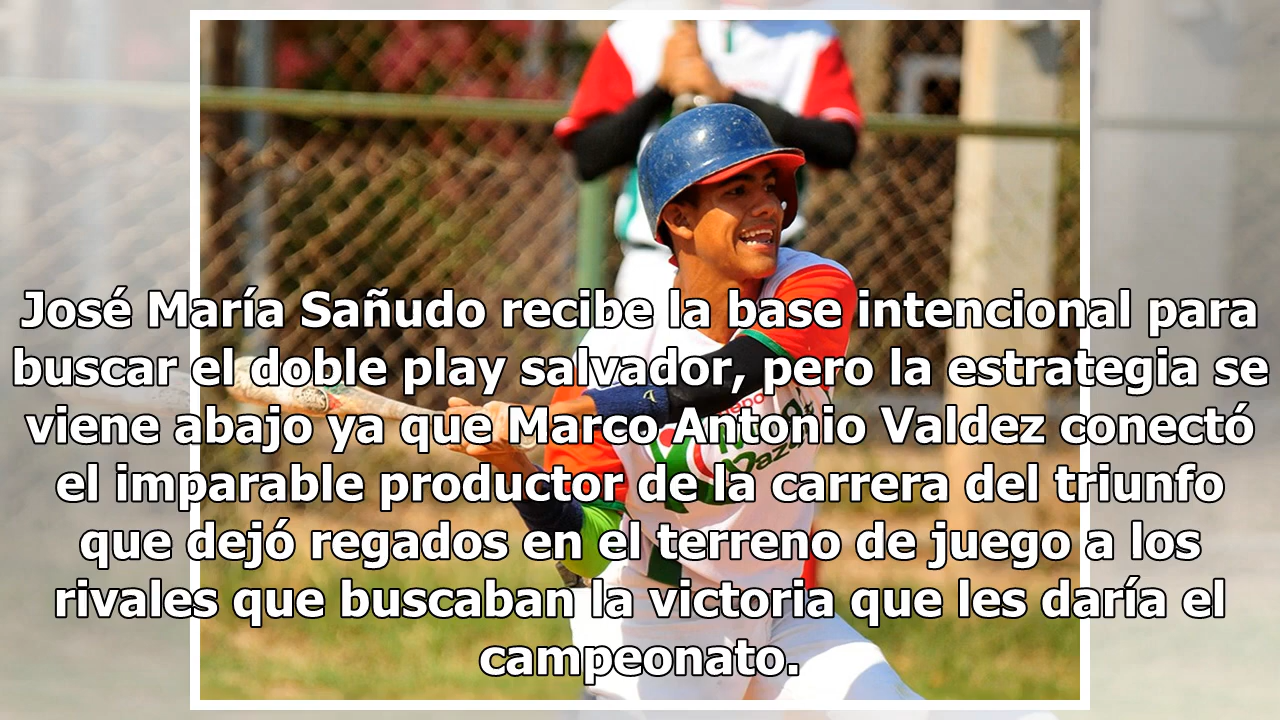 José María Sañudo recibe la base intencional para
buscar el doble play salvador, pero la estrategia se
viene abajo ya que Marco Antonio Valdez conectó
el imparable productor de la carrera del triunfo
que dejó regados en el terreno de juego a los
rivales que buscaban la victoria que les daría el
campeonato.